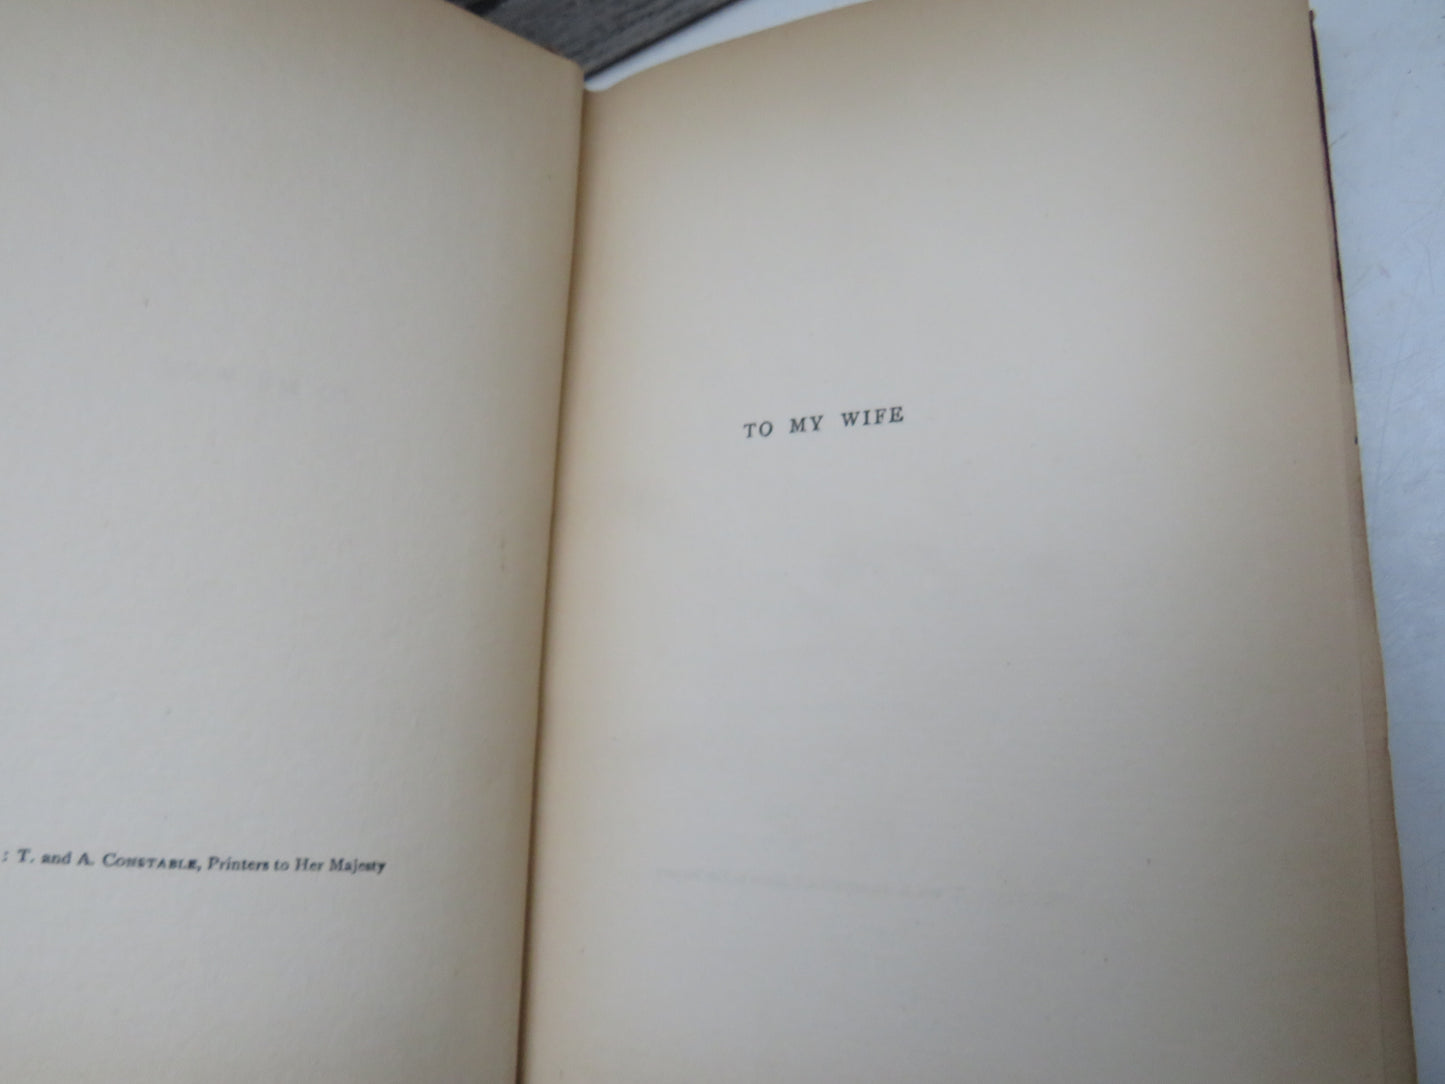 : T. and A. CONSTABLE, Printers to Her Majesty
TO MY WIFE